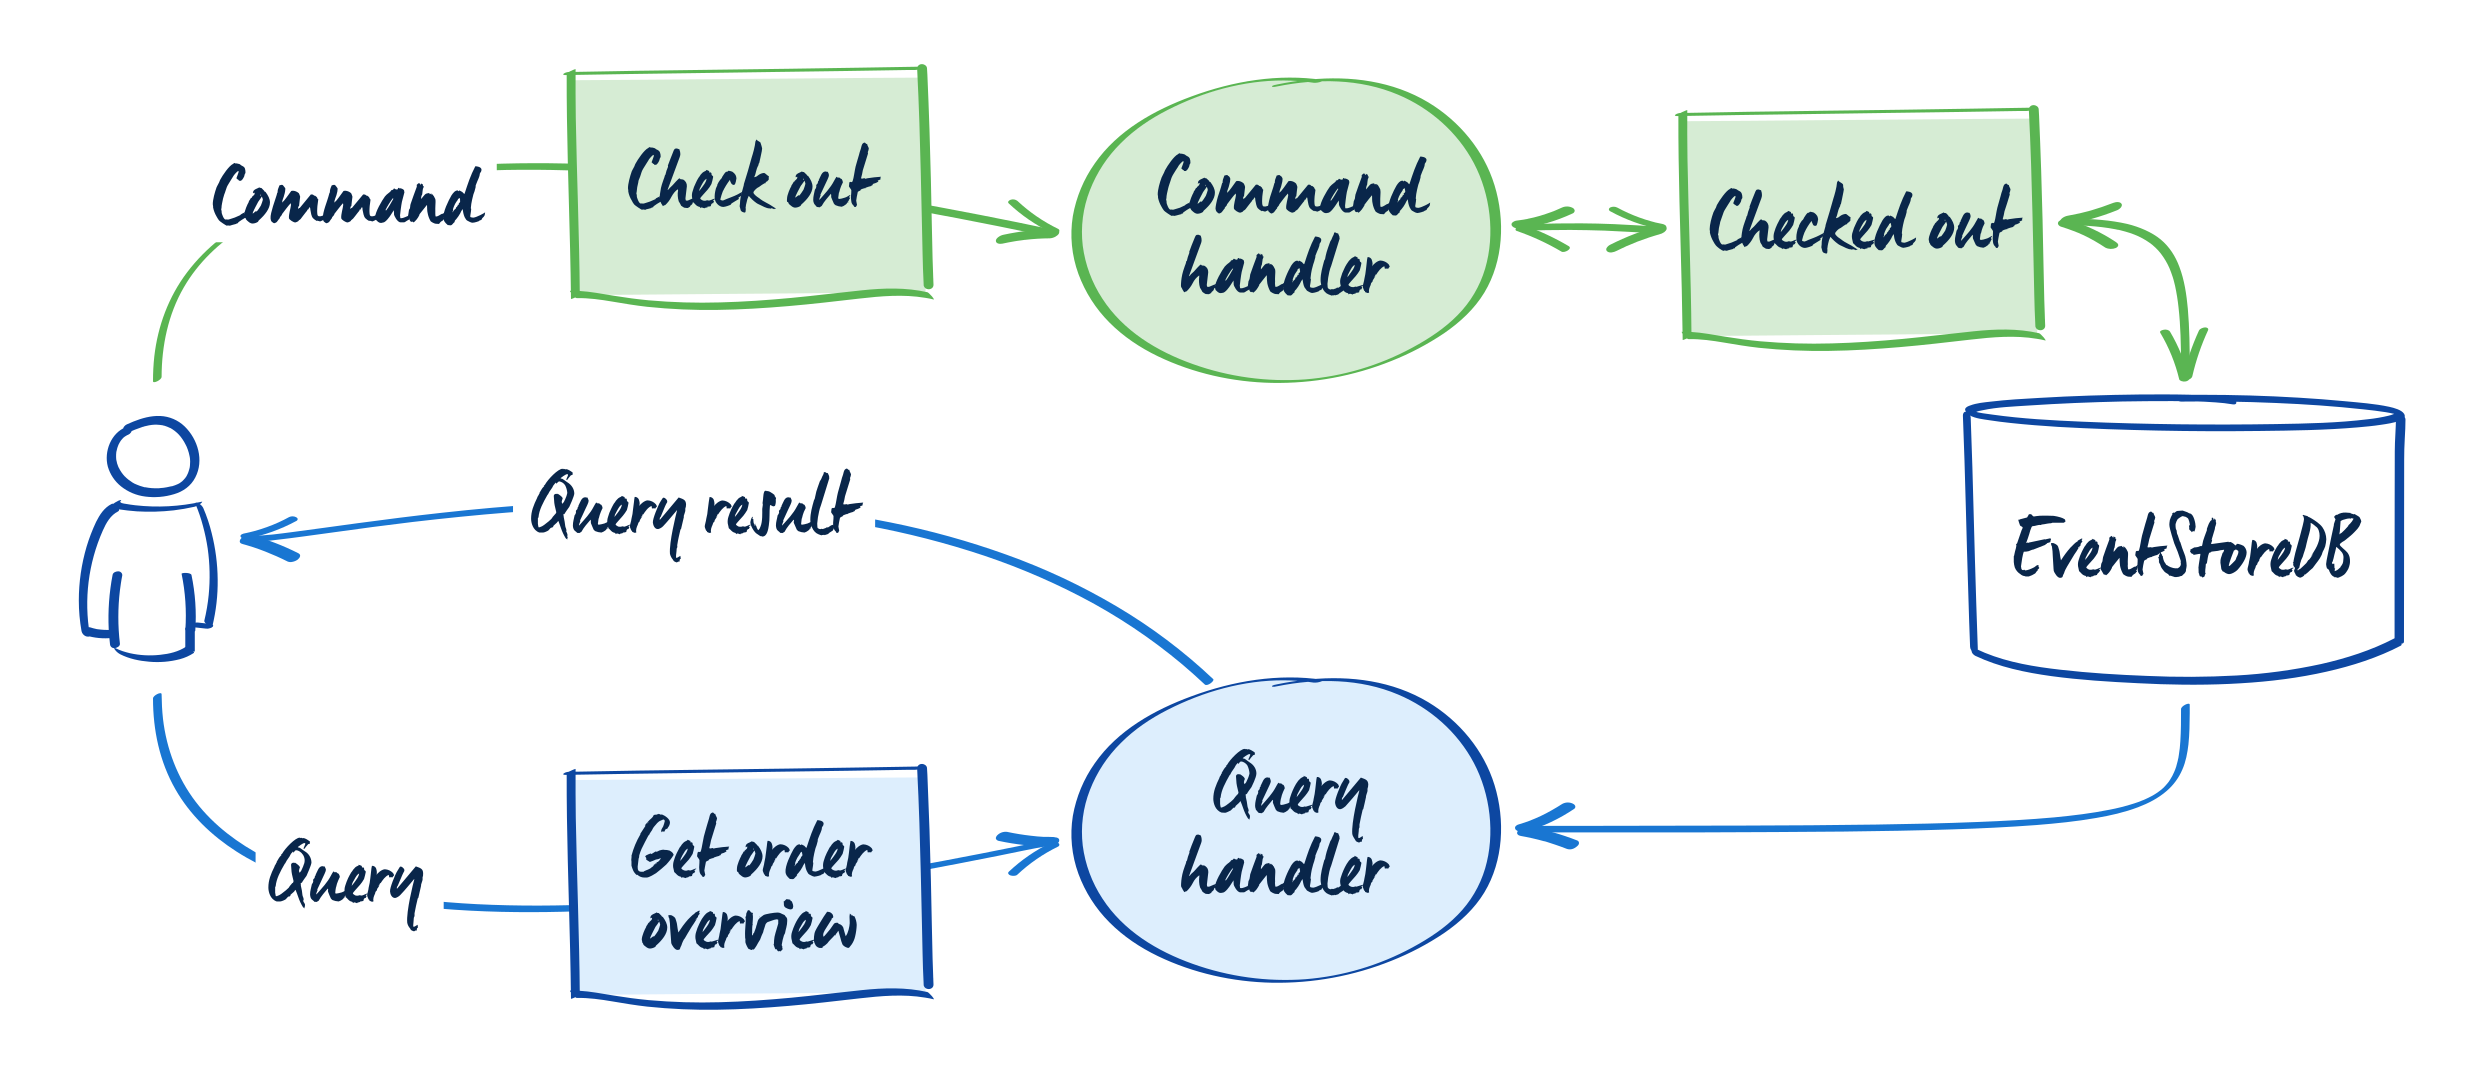 Command
Check out
Command
handler
Checked out
Query result
EventStoreDB
Query
Get order
overview
Query
handler